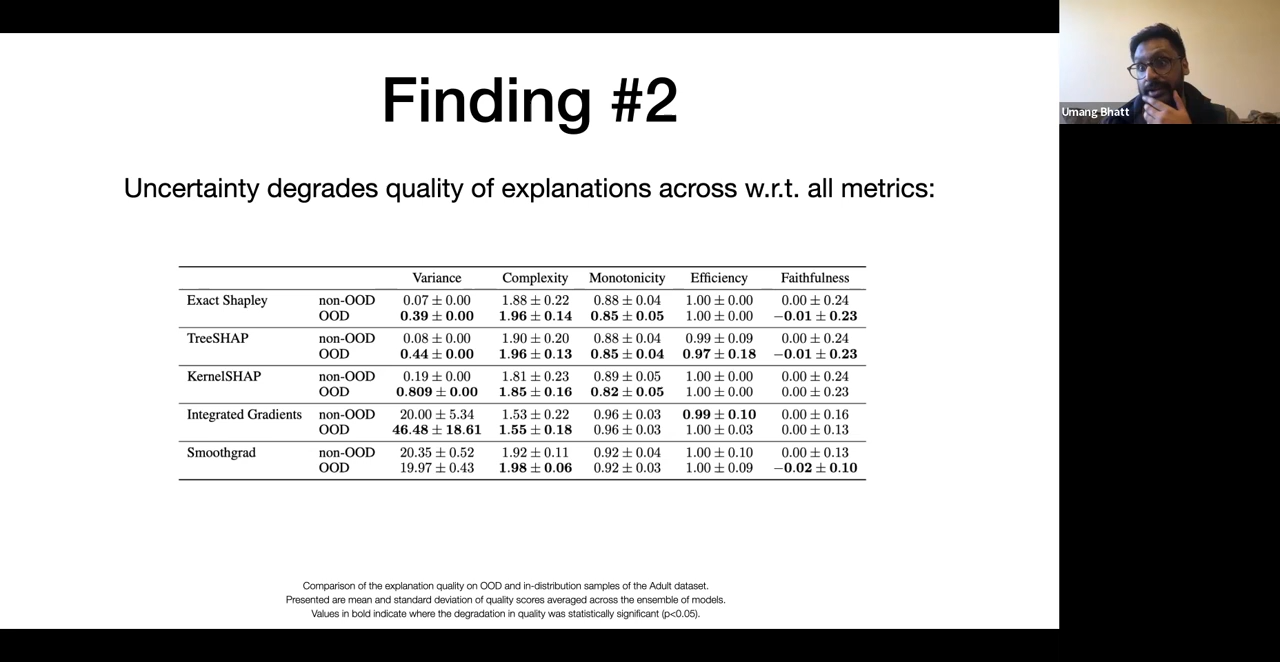 Finding #2
Umang Bhatt
Uncertainty degrades quality of explanations across w.r.t. all metrics:
Variance Complexity Monotonicity Efficiency Faithfulness
Exact Shapley non-OOD 0.07 ± 0.00 1.88 ± 0.22 0.88 ± 0.04 1.00 ± 0.00 0.00 ± 0.24
OOD 0.39 ± 0.00 1.96 ± 0.14 0.85 ± 0.05 1.00 ± 0.00 −0.01 ± 0.23
TreeSHAP non-OOD 0.08 ± 0.00 1.90 ± 0.20 0.88 ± 0.04 0.99 ± 0.09 0.00 ± 0.24
OOD 0.44 ± 0.00 1.96 ± 0.13 0.85 ± 0.04 0.97 ± 0.18 −0.01 ± 0.23
KernelSHAP non-OOD 0.19 ± 0.00 1.81 ± 0.23 0.89 ± 0.05 1.00 ± 0.00 0.00 ± 0.24
OOD 0.809 ± 0.00 1.85 ± 0.16 0.82 ± 0.05 1.00 ± 0.00 0.00 ± 0.23
Integrated Gradients non-OOD 20.00 ± 5.34 1.53 ± 0.22 0.96 ± 0.03 0.99 ± 0.10 0.00 ± 0.16
OOD 46.48 ± 18.61 1.55 ± 0.18 0.96 ± 0.03 1.00 ± 0.03 0.00 ± 0.13
Smoothgrad non-OOD 20.35 ± 0.52 1.92 ± 0.11 0.92 ± 0.04 1.00 ± 0.10 0.00 ± 0.13
OOD 19.97 ± 0.43 1.98 ± 0.06 0.92 ± 0.03 1.00 ± 0.09 −0.02 ± 0.10
Comparison of the explanation quality on OOD and in-distribution samples of the Adult dataset.
Presented are mean and standard deviation of quality scores averaged across the ensemble of models.
Values in bold indicate where the degradation in quality was statistically significant (p<0.05).